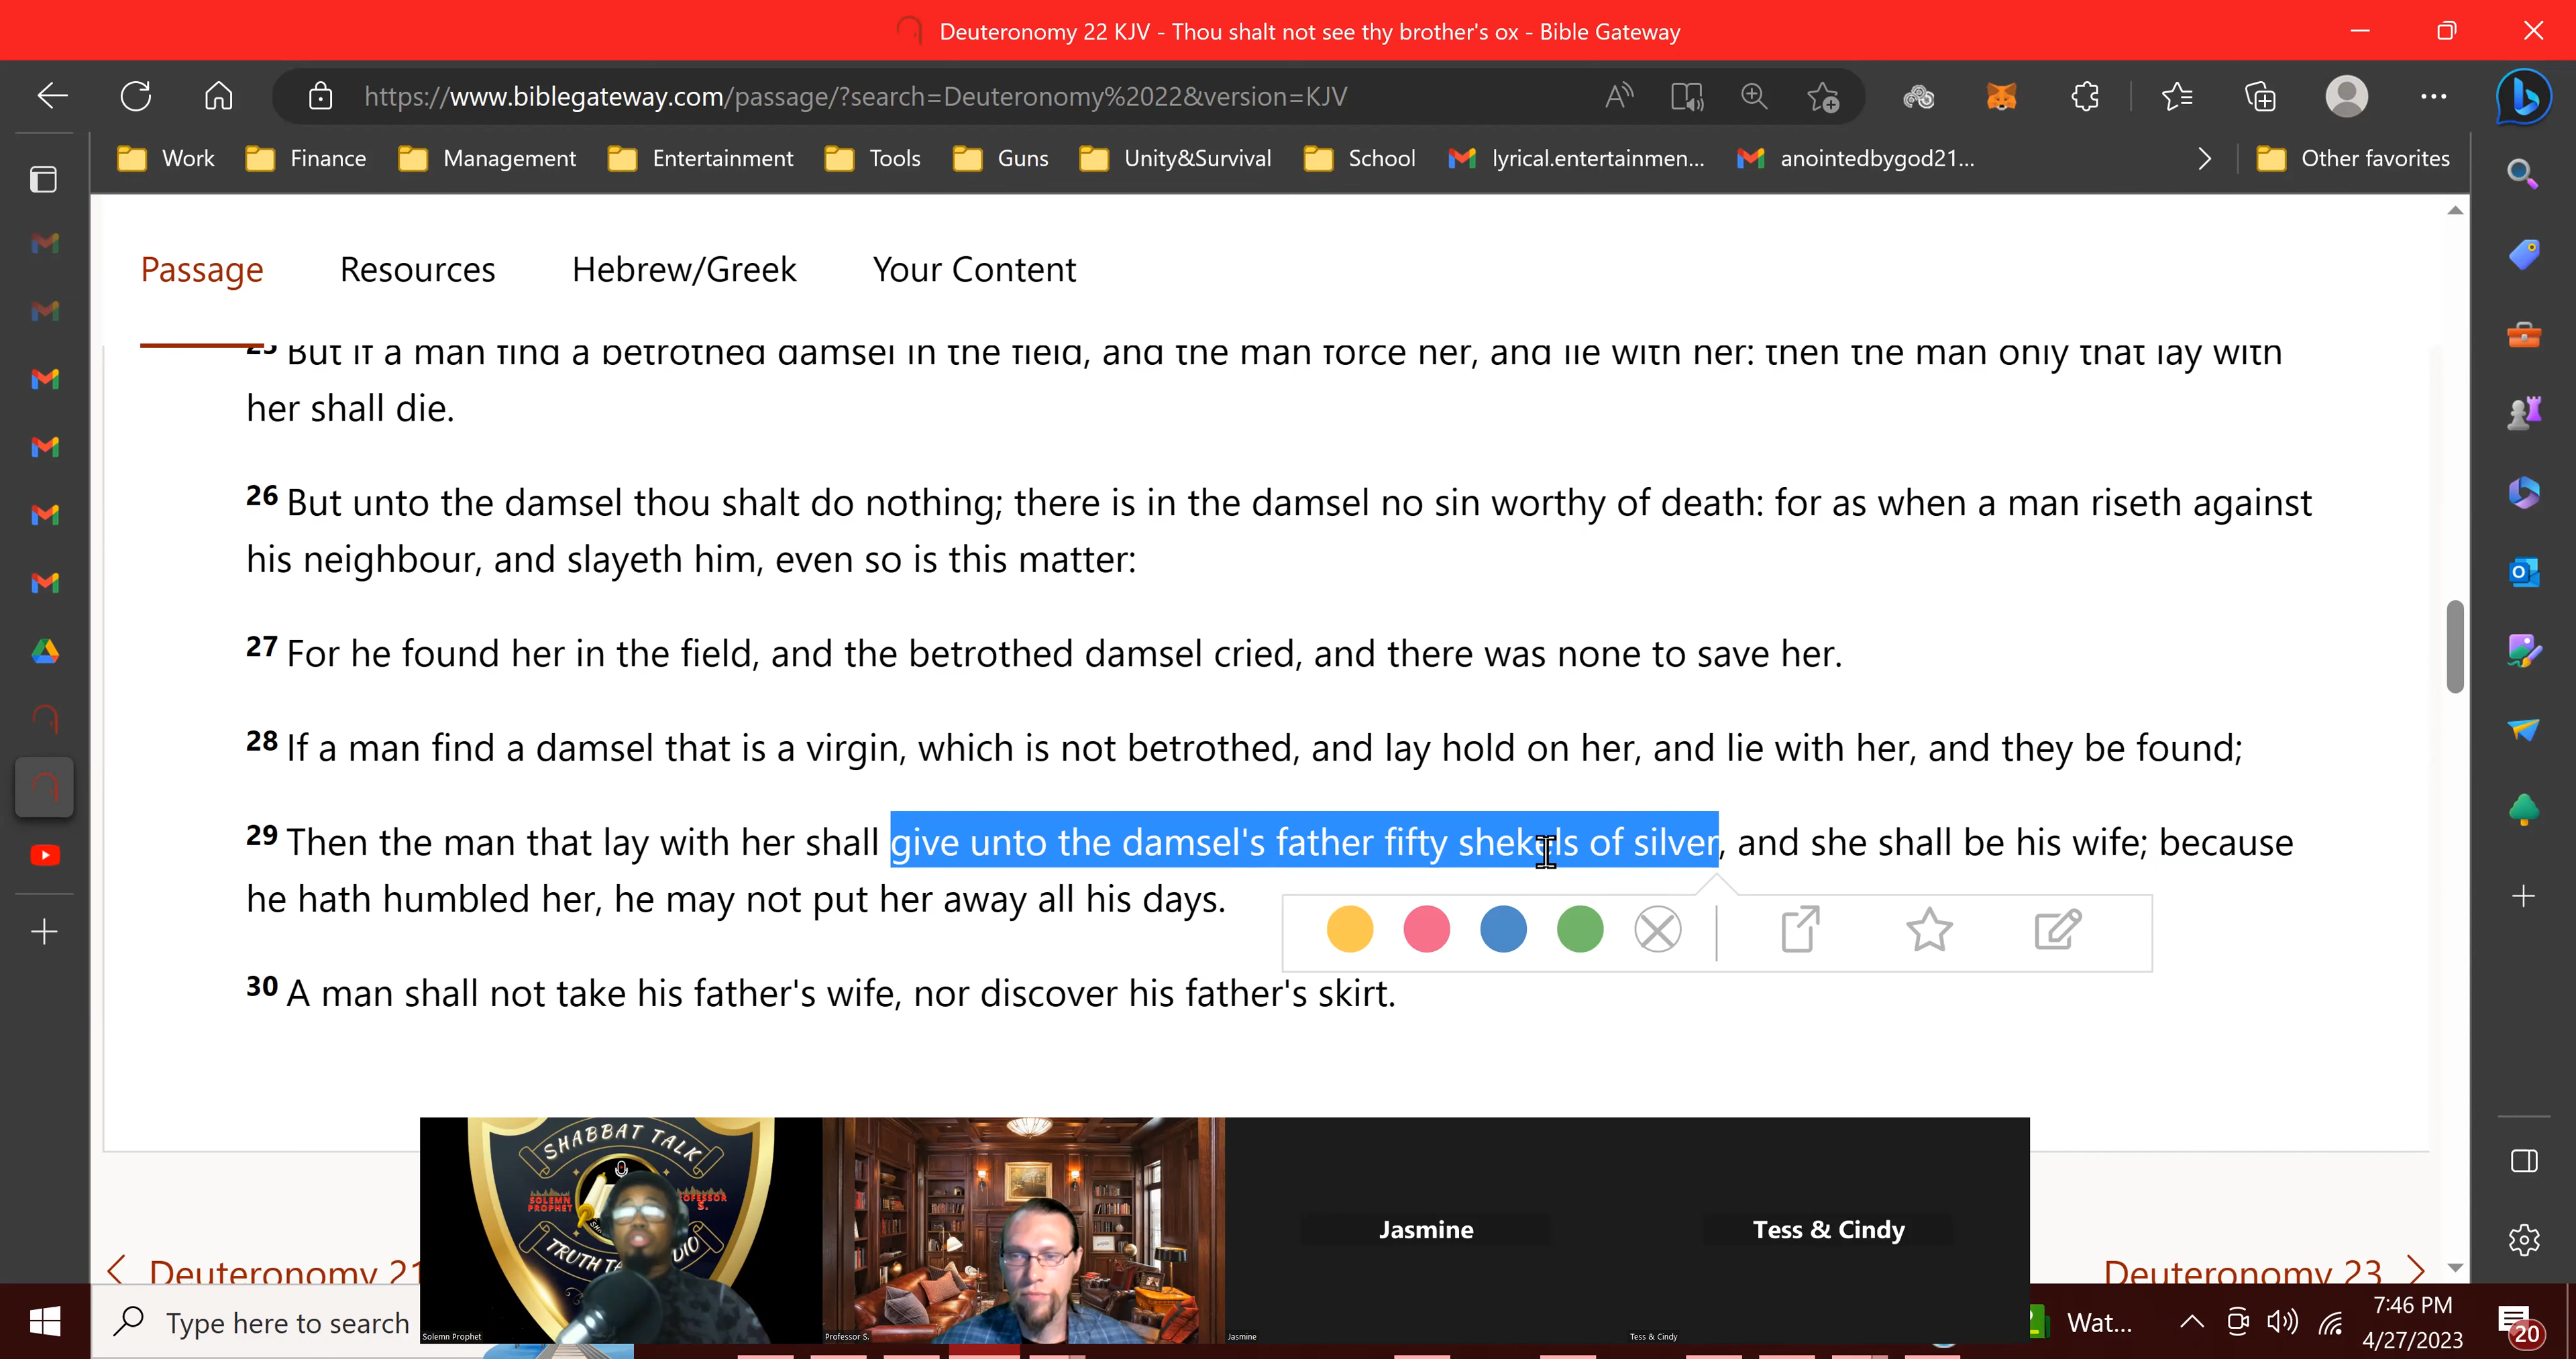 Deuteronomy 22 KJV - Thou shalt not see thy brother's ox - Bible Gateway
https://www.biblegateway.com/passage/?search=Deuteronomy%2022&version=KJV
Work Finance Management Entertainment Tools Guns Unity&Survival School lyrical.entertainmen... anointedbygod21... Other favorites
Passage Resources Hebrew/Greek Your Content
25 But if a man find a betrothed damsel in the field, and the man force her, and lie with her: then the man only that lay with
her shall die.
26 But unto the damsel thou shalt do nothing; there is in the damsel no sin worthy of death: for as when a man riseth against
his neighbour, and slayeth him, even so is this matter:
27 For he found her in the field, and the betrothed damsel cried, and there was none to save her.
28 If a man find a damsel that is a virgin, which is not betrothed, and lay hold on her, and lie with her, and they be found;
29 Then the man that lay with her shall give unto the damsel's father fifty shekels of silver, and she shall be his wife; because
he hath humbled her, he may not put her away all his days.
30 A man shall not take his father's wife, nor discover his father's skirt.
SHABBAT TALK
SOLEMN
PROPHET
S.
TRUTH
Solemn Prophet
Professor S.
Jasmine
Jasmine
Tess & Cindy
Tess & Cindy
Deuteronomy 21
Deuteronomy 23
Type here to search
Wat...
7:46 PM
4/27/2023
20